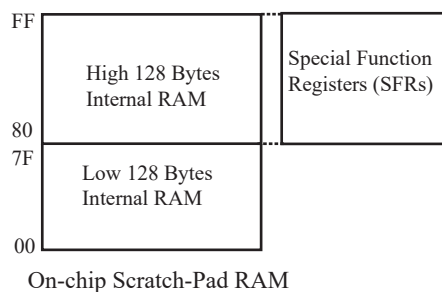 FF
High 128 Bytes
Internal RAM
Special Function
Registers (SFRs)
80
7F
Low 128 Bytes
Internal RAM
00
On-chip Scratch-Pad RAM